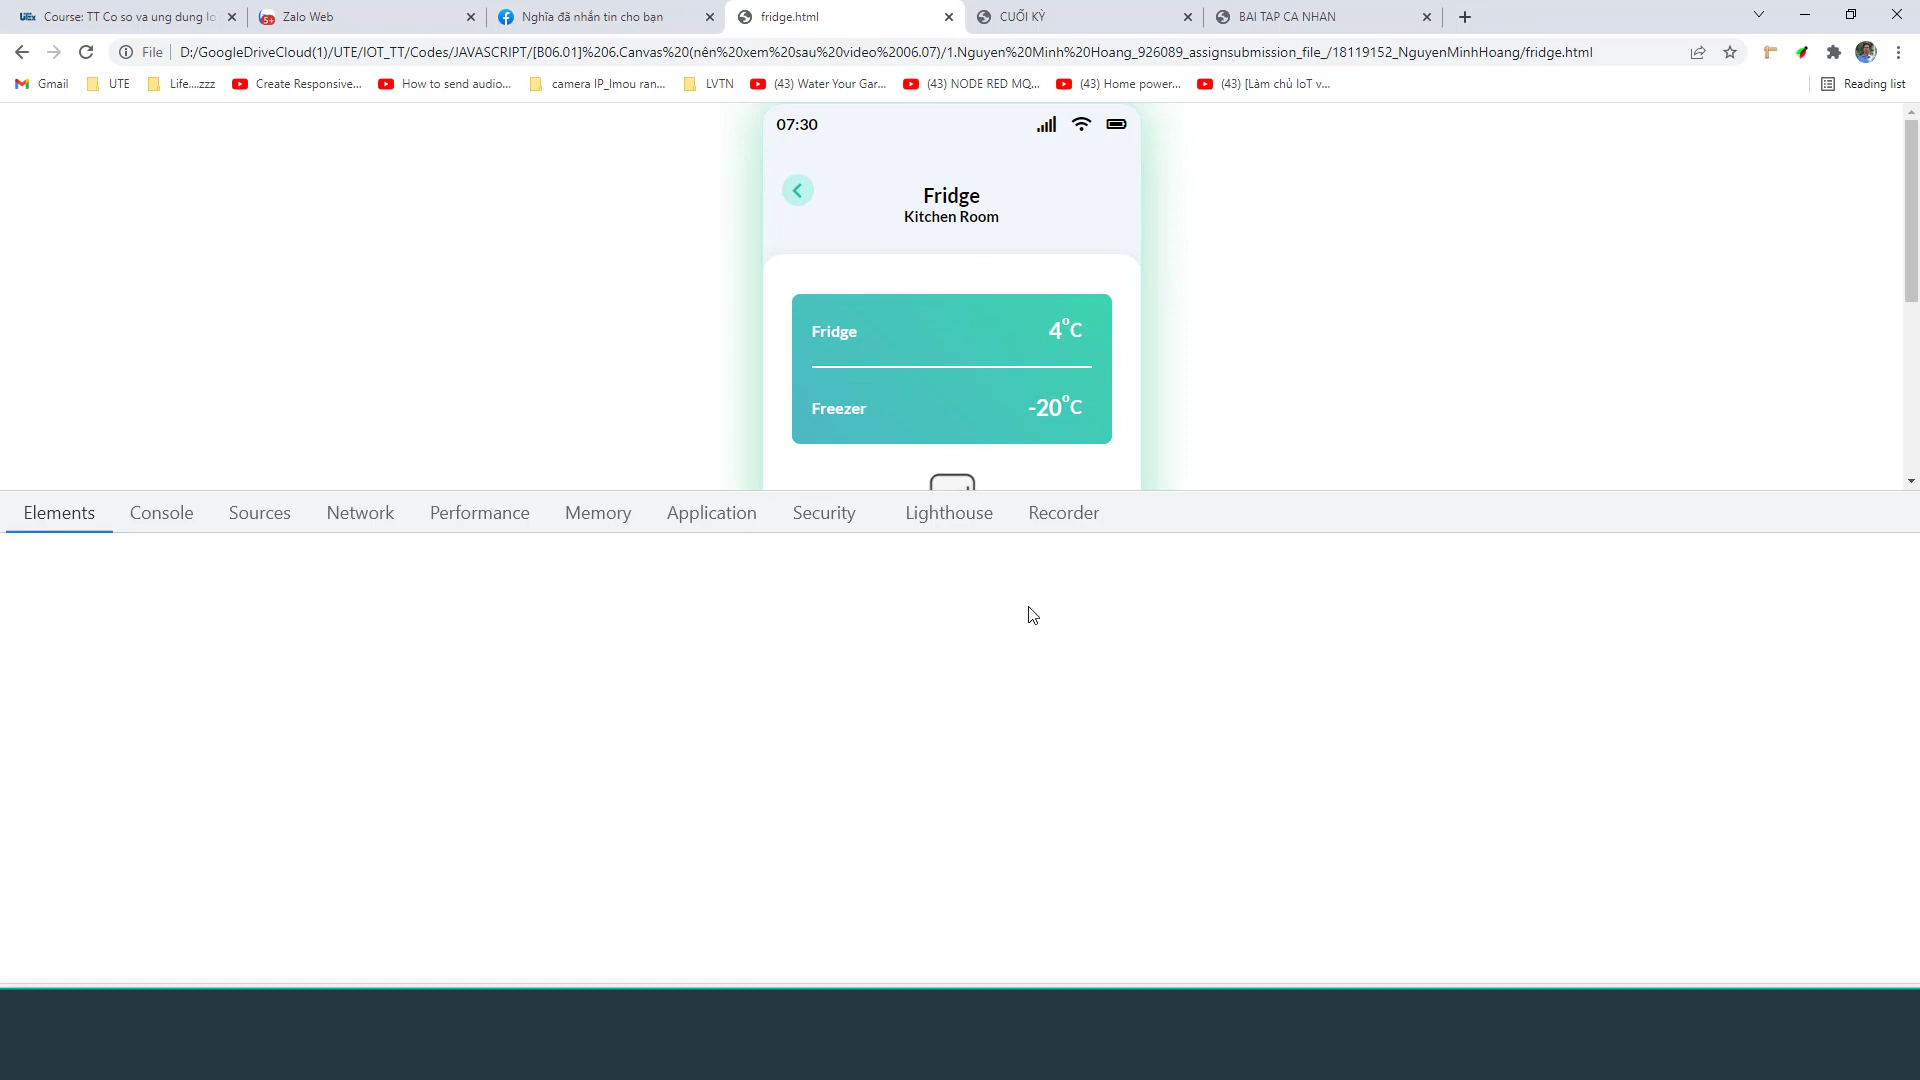 Course: TT Co so va ung dung Io
Zalo Web
Nghĩa đã nhắn tin cho bạn
fridge.html
CUỐI KỲ
BAI TAP CA NHAN
File
D:/GoogleDriveCloud(1)/UTE/IOT_TT/Codes/JAVASCRIPT/[B06.01]%206.Canvas%20(nên%20xem%20sau%20video%2006.07)/1.Nguyen%20Minh%20Hoang_926089_assignsubmission_file_/18119152_NguyenMinhHoang/fridge.html
Gmail
UTE
Life....zzz
Create Responsive...
How to send audio...
camera IP_Imou ran...
LVTN
(43) Water Your Gar...
(43) NODE RED MQ...
(43) Home power...
(43) [Làm chủ IoT v...
Reading list
07:30
Fridge
Kitchen Room
Fridge
4°C
Freezer
-20°C
Elements
Console
Sources
Network
Performance
Memory
Application
Security
Lighthouse
Recorder